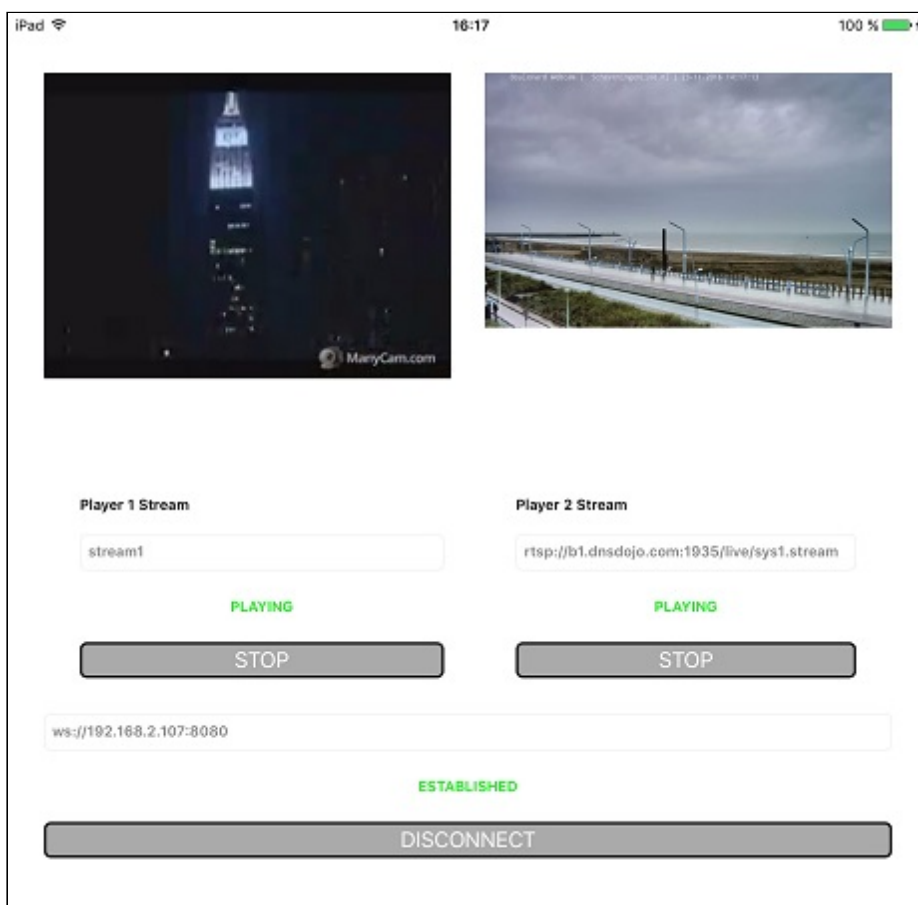 iPad 16:17 100 %
ManyCam.com
Player 1 Stream Player 2 Stream
stream1 rtsp://b1.dnsdojo.com:1935/live/sys1.stream
PLAYING PLAYING
STOP STOP
ws://192.168.2.107:8080
ESTABLISHED
DISCONNECT